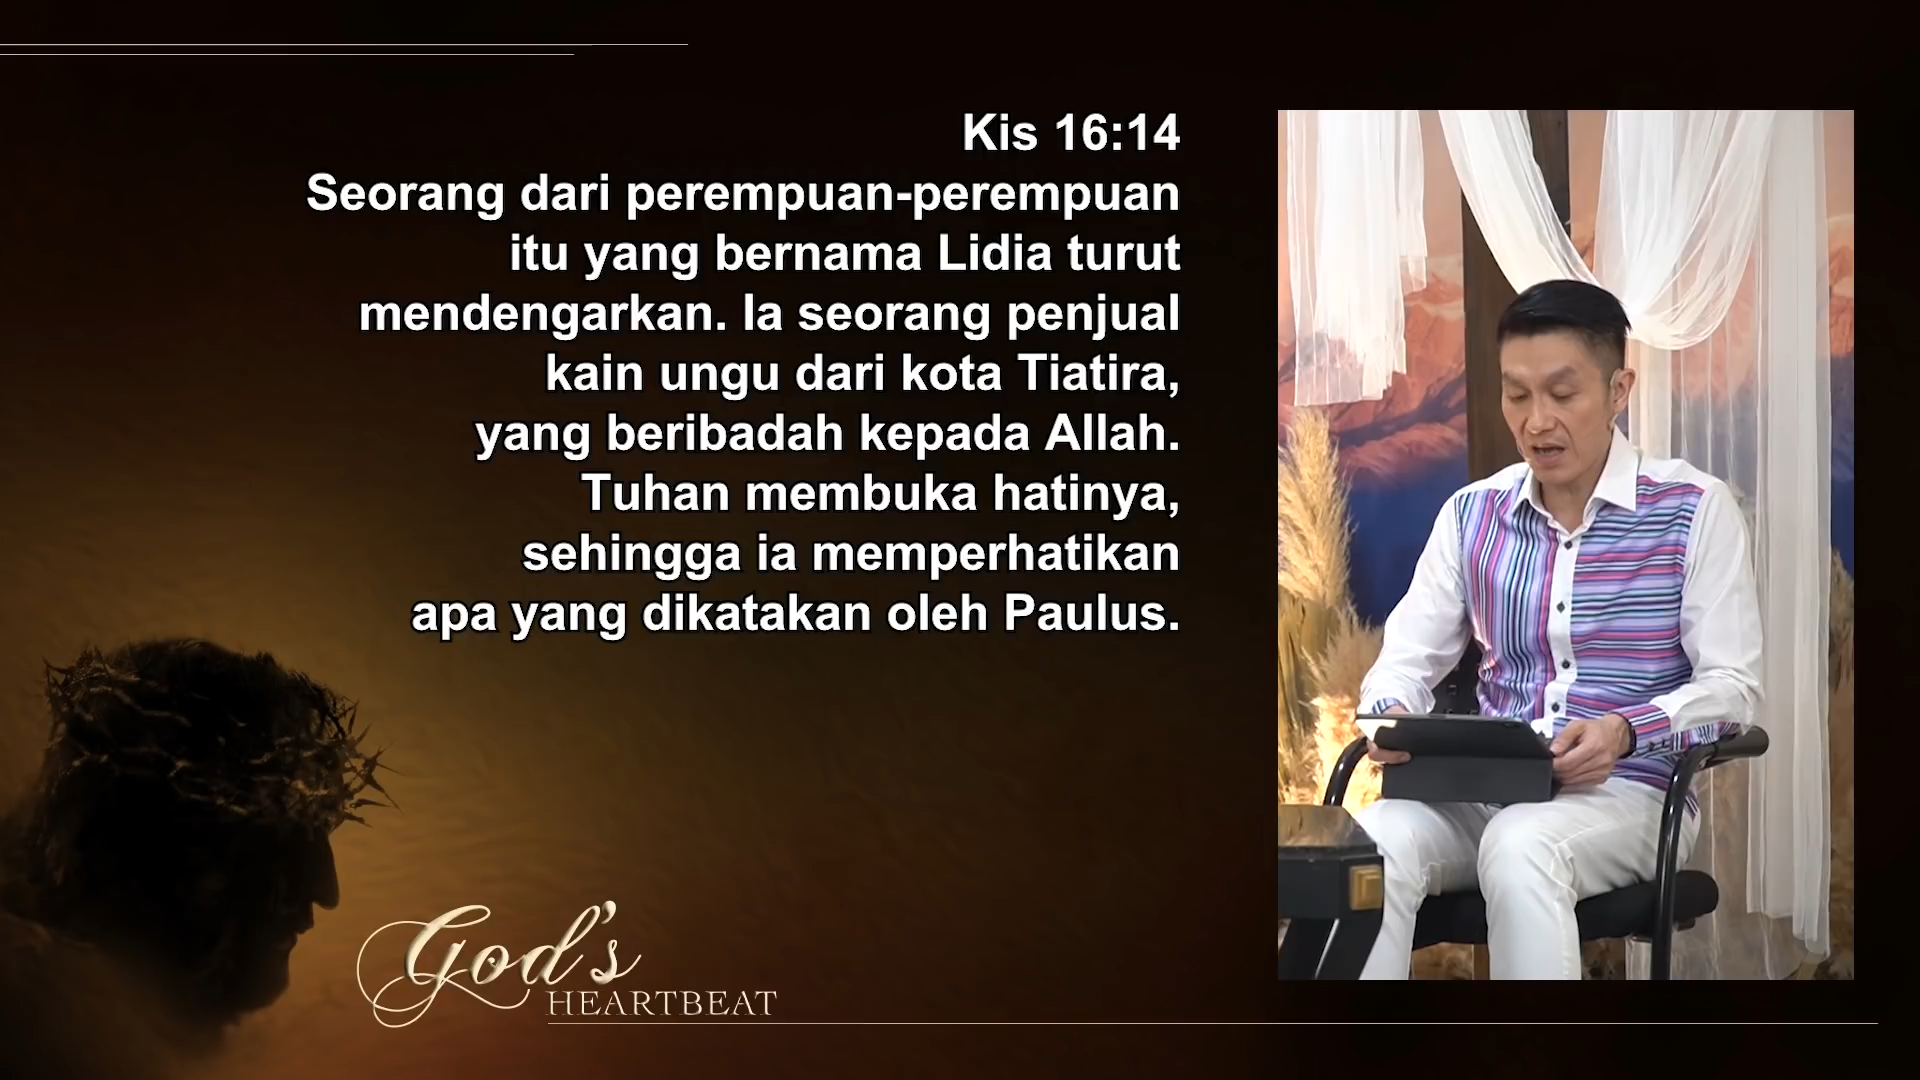 Kis 16:14
Seorang dari perempuan-perempuan
itu yang bernama Lidia turut
mendengarkan. Ia seorang penjual
kain ungu dari kota Tiatira,
yang beribadah kepada Allah.
Tuhan membuka hatinya,
sehingga ia memperhatikan
apa yang dikatakan oleh Paulus.
God's
HEARTBEAT